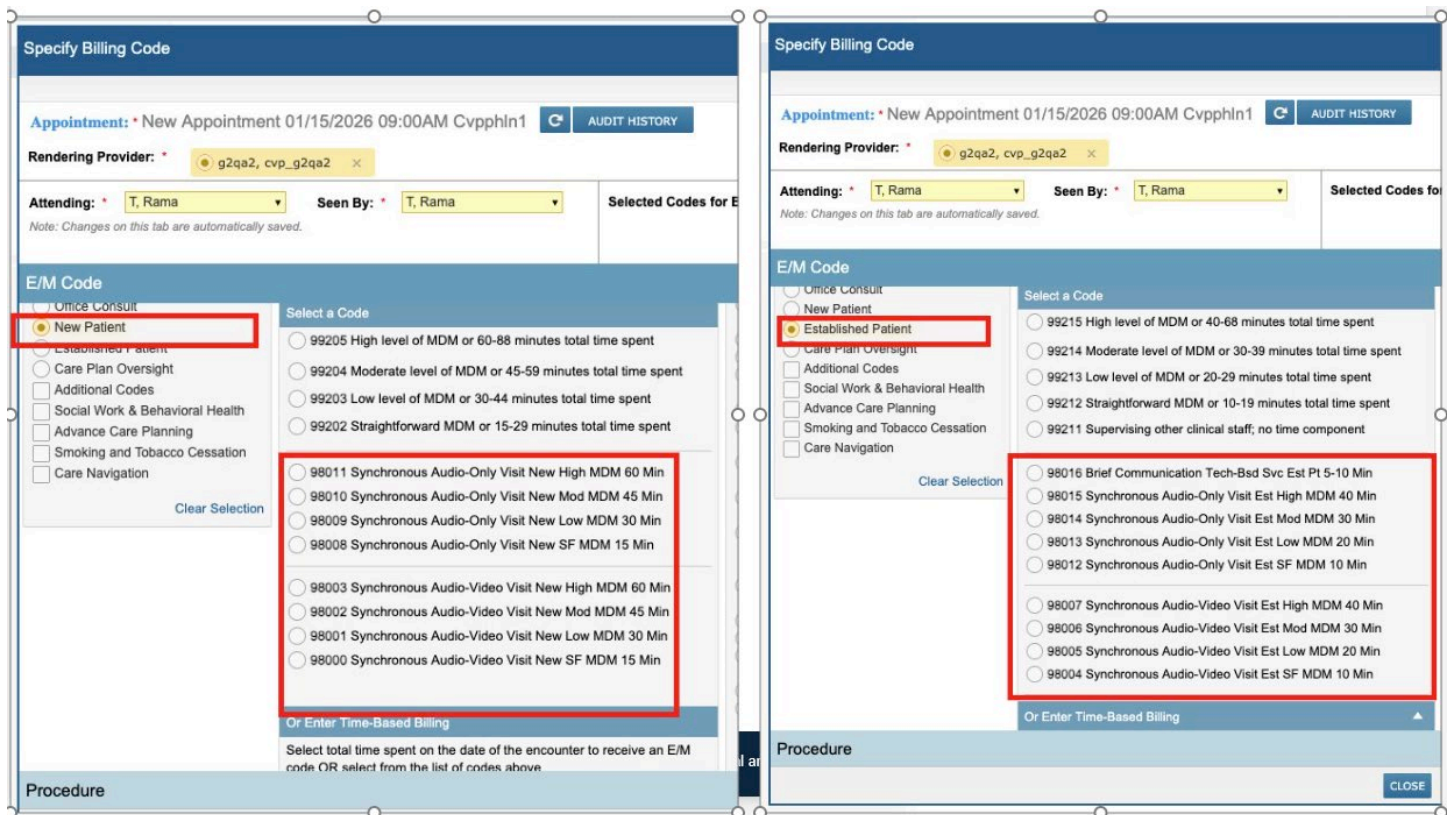 Specify Billing Code
Appointment: * New Appointment 01/15/2026 09:00AM Cvpphln1 AUDIT HISTORY
Rendering Provider: * g2qa2, cvp_g2qa2 ×
Attending: * T, Rama Seen By: * T, Rama Selected Codes for E
Note: Changes on this tab are automatically saved.
E/M Code
Office Consult
New Patient
Established Patient
Care Plan Oversight
Additional Codes
Social Work & Behavioral Health
Advance Care Planning
Smoking and Tobacco Cessation
Care Navigation
Clear Selection
Select a Code
99205 High level of MDM or 60-88 minutes total time spent
99204 Moderate level of MDM or 45-59 minutes total time spent
99203 Low level of MDM or 30-44 minutes total time spent
99202 Straightforward MDM or 15-29 minutes total time spent
98011 Synchronous Audio-Only Visit New High MDM 60 Min
98010 Synchronous Audio-Only Visit New Mod MDM 45 Min
98009 Synchronous Audio-Only Visit New Low MDM 30 Min
98008 Synchronous Audio-Only Visit New SF MDM 15 Min
98003 Synchronous Audio-Video Visit New High MDM 60 Min
98002 Synchronous Audio-Video Visit New Mod MDM 45 Min
98001 Synchronous Audio-Video Visit New Low MDM 30 Min
98000 Synchronous Audio-Video Visit New SF MDM 15 Min
Or Enter Time-Based Billing
Select total time spent on the date of the encounter to receive an E/M
code OR select from the list of codes above
Procedure
Specify Billing Code
Appointment: * New Appointment 01/15/2026 09:00AM Cvpphln1 AUDIT HISTORY
Rendering Provider: * g2qa2, cvp_g2qa2 ×
Attending: * T, Rama Seen By: * T, Rama Selected Codes fo
Note: Changes on this tab are automatically saved.
E/M Code
Office Consult
New Patient
Established Patient
Care Plan Oversight
Additional Codes
Social Work & Behavioral Health
Advance Care Planning
Smoking and Tobacco Cessation
Care Navigation
Clear Selection
Select a Code
99215 High level of MDM or 40-68 minutes total time spent
99214 Moderate level of MDM or 30-39 minutes total time spent
99213 Low level of MDM or 20-29 minutes total time spent
99212 Straightforward MDM or 10-19 minutes total time spent
99211 Supervising other clinical staff; no time component
98016 Brief Communication Tech-Bsd Svc Est Pt 5-10 Min
98015 Synchronous Audio-Only Visit Est High MDM 40 Min
98014 Synchronous Audio-Only Visit Est Mod MDM 30 Min
98013 Synchronous Audio-Only Visit Est Low MDM 20 Min
98012 Synchronous Audio-Only Visit Est SF MDM 10 Min
98007 Synchronous Audio-Video Visit Est High MDM 40 Min
98006 Synchronous Audio-Video Visit Est Mod MDM 30 Min
98005 Synchronous Audio-Video Visit Est Low MDM 20 Min
98004 Synchronous Audio-Video Visit Est SF MDM 10 Min
Or Enter Time-Based Billing
Procedure
CLOSE